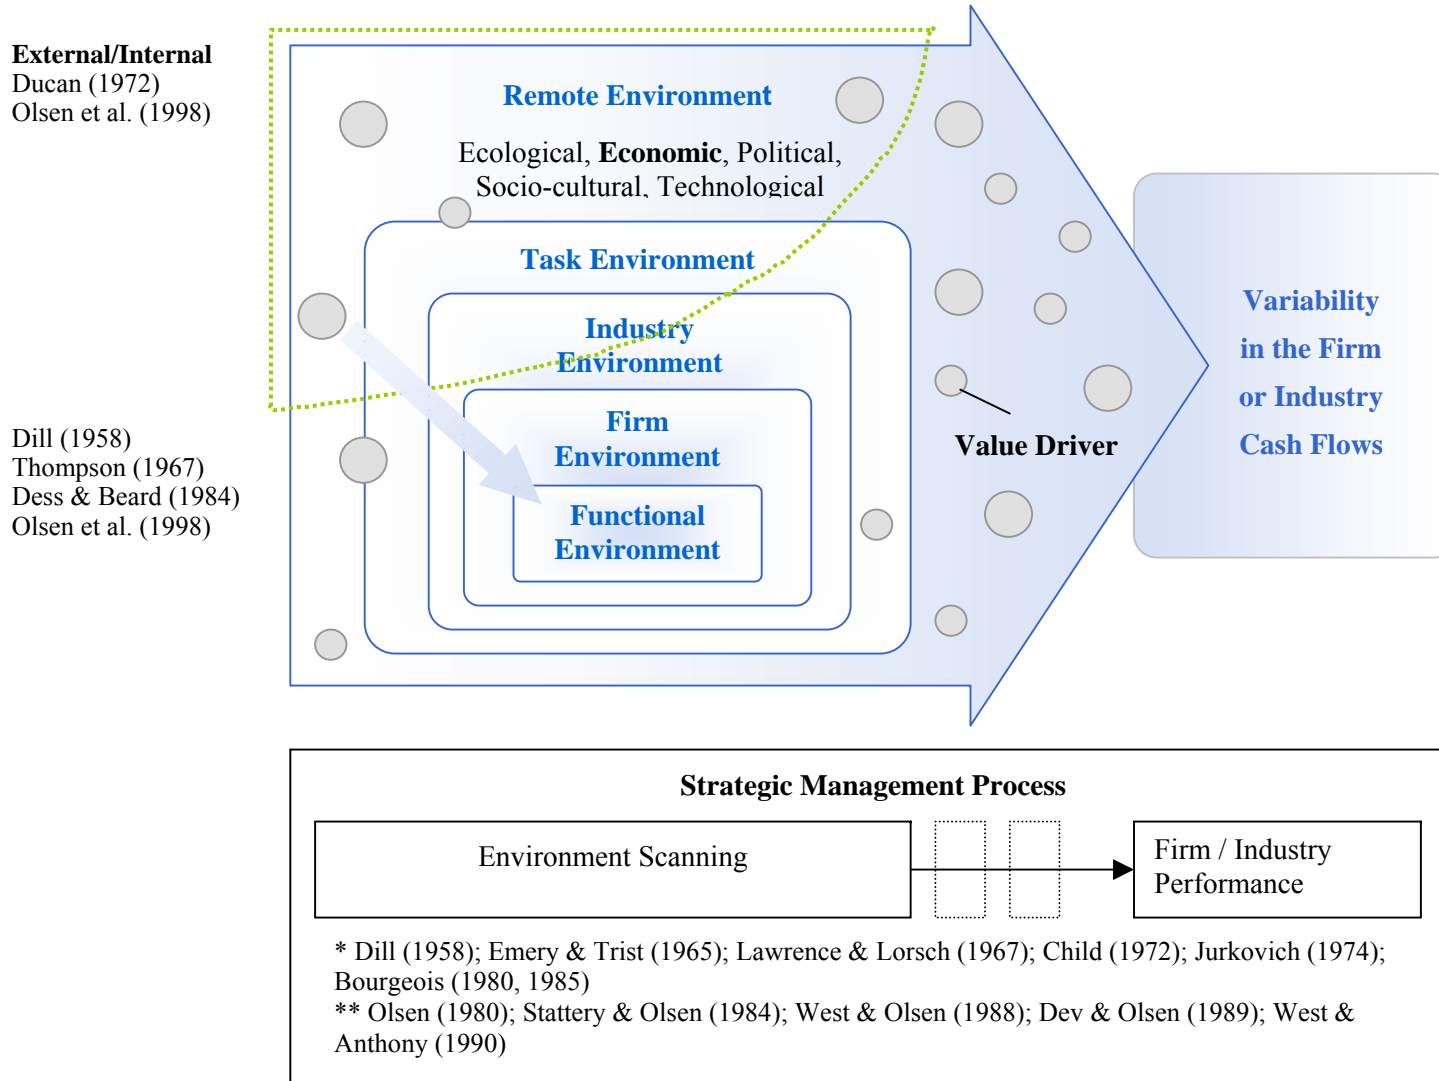 External/Internal
Ducan (1972)
Olsen et al. (1998)
Remote Environment
Ecological, Economic, Political,
Socio-cultural, Technological
Task Environment
Industry
Environment
Firm
Environment
Functional
Environment
Dill (1958)
Thompson (1967)
Dess & Beard (1984)
Olsen et al. (1998)
Value Driver
Variability
in the Firm
or Industry
Cash Flows
Strategic Management Process
Environment Scanning
Firm / Industry
Performance
* Dill (1958); Emery & Trist (1965); Lawrence & Lorsch (1967); Child (1972); Jurkovich (1974);
Bourgeois (1980, 1985)
** Olsen (1980); Stattery & Olsen (1984); West & Olsen (1988); Dev & Olsen (1989); West &
Anthony (1990)